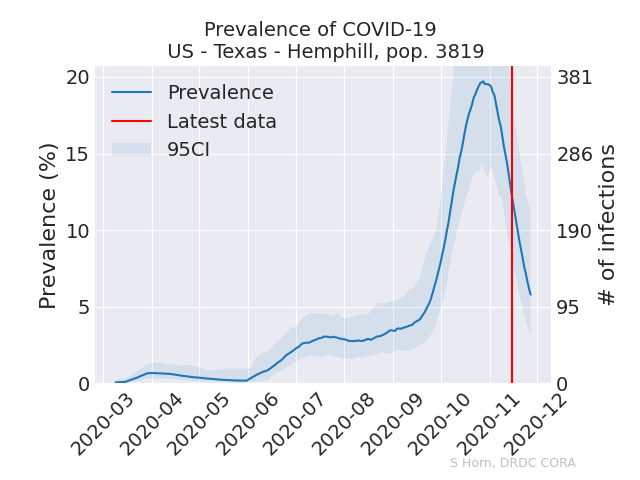 Prevalence of COVID-19
US - Texas - Hemphill, pop. 3819
Prevalence
Latest data
95CI
Prevalence (%)
20
15
10
5
0
# of infections
381
286
190
95
0
2020-03
2020-04
2020-05
2020-06
2020-07
2020-08
2020-09
2020-10
2020-11
2020-12
S Horn, DRDC CORA